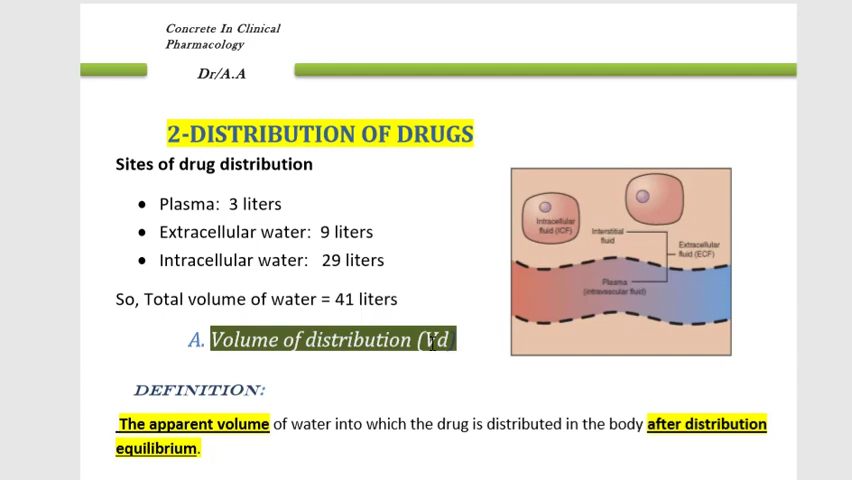 Concrete In Clinical
Pharmacology
Dr/A.A
2-DISTRIBUTION OF DRUGS
Sites of drug distribution
• Plasma: 3 liters
• Extracellular water: 9 liters
• Intracellular water: 29 liters
So, Total volume of water = 41 liters
Intracellular
fluid (ICF)
Interstitial
fluid
Extracellular
fluid (ECF)
Plasma
(intravascular fluid)
A. Volume of distribution (Vd)
DEFINITION:
The apparent volume of water into which the drug is distributed in the body after distribution
equilibrium.